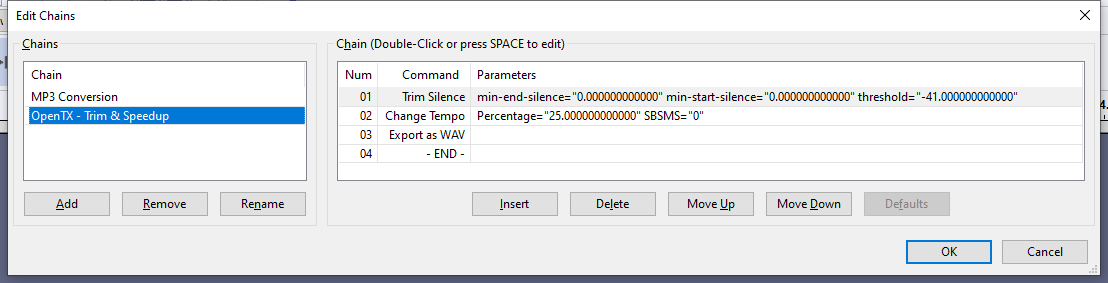 Edit Chains
Chains
Chain
MP3 Conversion
OpenTX - Trim & Speedup
Add Remove Rename
Chain (Double-Click or press SPACE to edit)
Num Command Parameters
01 Trim Silence min-end-silence="0.000000000000" min-start-silence="0.000000000000" threshold="-41.000000000000"
02 Change Tempo Percentage="25.000000000000" SBSMS="0"
03 Export as WAV
04 - END -
Insert Delete Move Up Move Down Defaults
OK Cancel